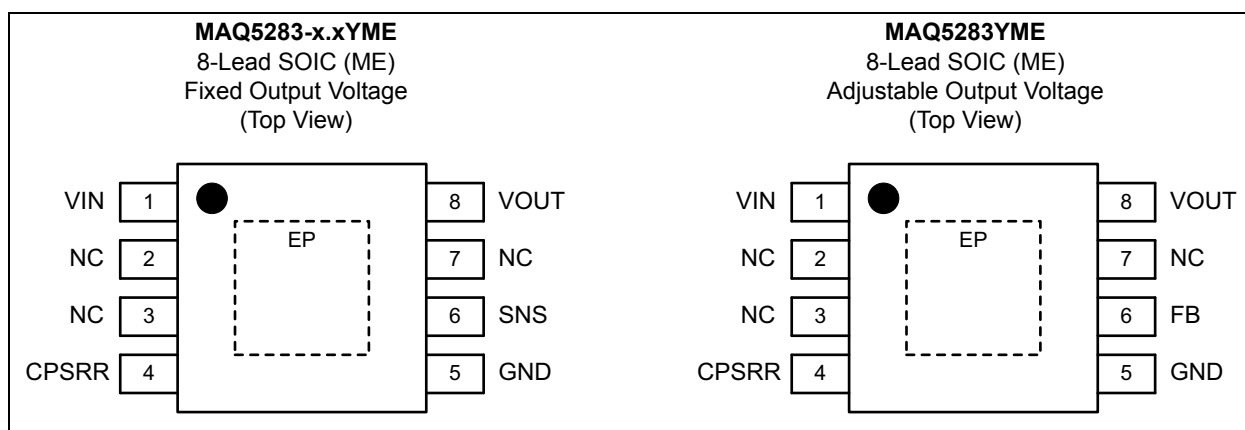 MAQ5283-x.xYME
8-Lead SOIC (ME)
Fixed Output Voltage
(Top View)
VIN 1 8 VOUT
EP
NC 2 7 NC
NC 3 6 SNS
CPSRR 4 5 GND
MAQ5283YME
8-Lead SOIC (ME)
Adjustable Output Voltage
(Top View)
VIN 1 8 VOUT
EP
NC 2 7 NC
NC 3 6 FB
CPSRR 4 5 GND